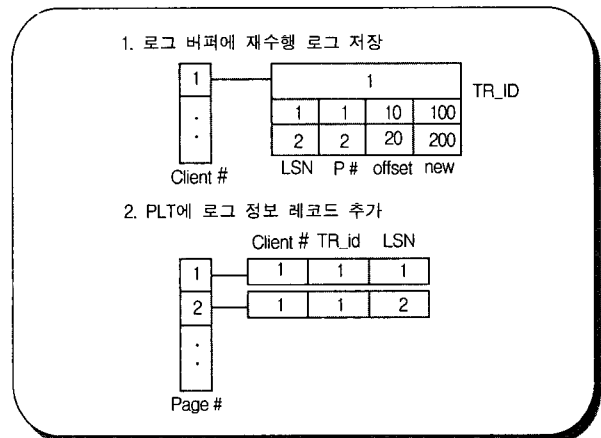 1. 로그 버퍼에 재수행 로그 저장
1 1 TR_ID
1 1 10 100
2 2 20 200
LSN P # offset new
Client #
2. PLT에 로그 정보 레코드 추가
Client # TR_id LSN
1 1 1 1
2 1 1 2
Page #